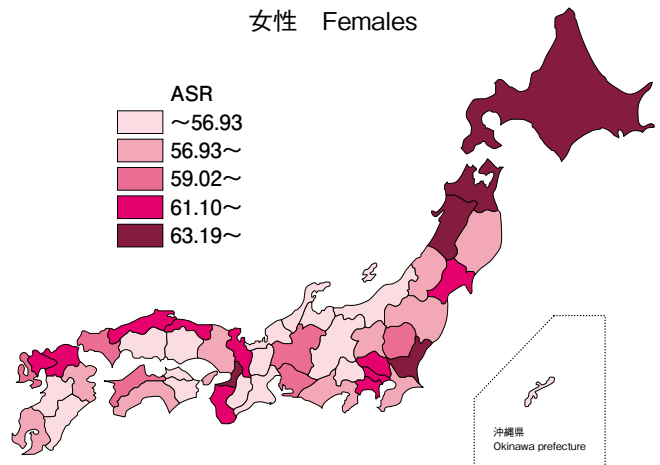 女性 Females
ASR
～56.93
56.93～
59.02～
61.10～
63.19～
沖縄県
Okinawa prefecture